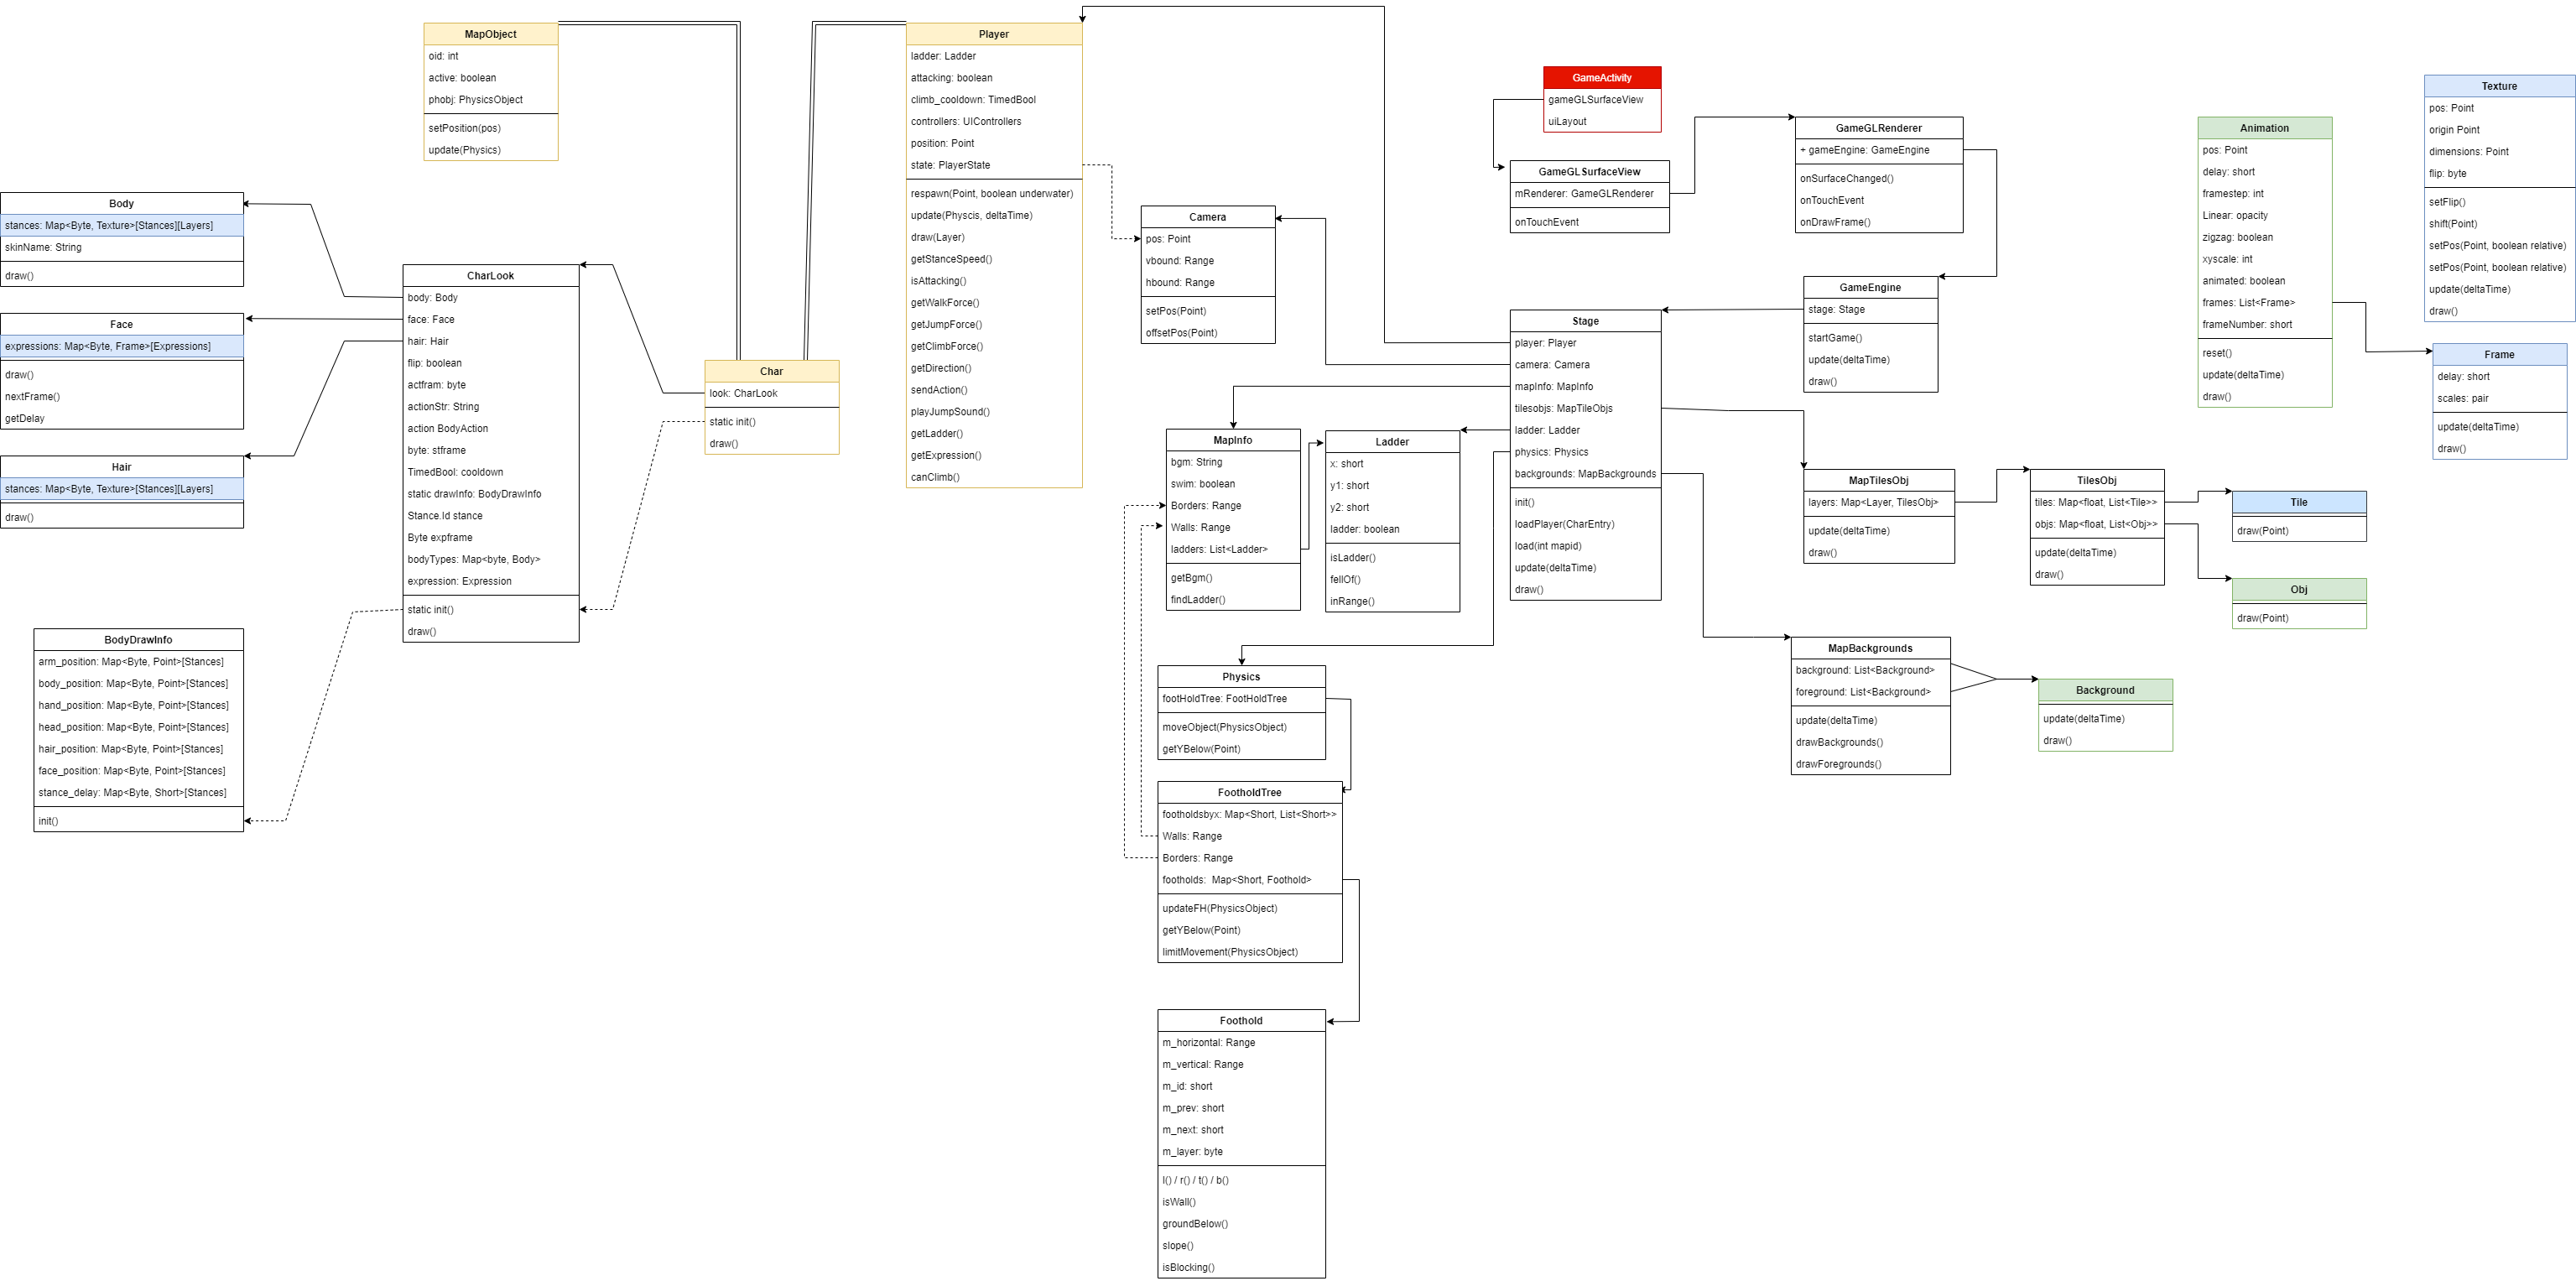 MapObject
oid: int
active: boolean
phobj: PhysicsObject
setPosition(pos)
update(Physics)
Player
ladder: Ladder
attacking: boolean
climb_cooldown: TimedBool
controllers: UIControllers
position: Point
state: PlayerState
respawn(Point, boolean underwater)
update(Physcis, deltaTime)
draw(Layer)
getStanceSpeed()
isAttacking()
getWalkForce()
getJumpForce()
getClimbForce()
getDirection()
sendAction()
playJumpSound()
getLadder()
getExpression()
canClimb()
GameActivity
gameGLSurfaceView
uiLayout
GameGLSurfaceView
mRenderer: GameGLRenderer
onTouchEvent
GameGLRenderer
+ gameEngine: GameEngine
onSurfaceChanged()
onTouchEvent
onDrawFrame()
Animation
pos: Point
delay: short
framestep: int
Linear: opacity
zigzag: boolean
xyscale: int
animated: boolean
frames: List<Frame>
frameNumber: short
reset()
update(deltaTime)
draw()
Texture
pos: Point
origin Point
dimensions: Point
flip: byte
setFlip()
shift(Point)
setPos(Point, boolean relative)
setPos(Point, boolean relative)
update(deltaTime)
draw()
Frame
delay: short
scales: pair
update(deltaTime)
draw()
Body
stances: Map<Byte, Texture>[Stances][Layers]
skinName: String
draw()
Face
expressions: Map<Byte, Frame>[Expressions]
draw()
nextFrame()
getDelay
Hair
stances: Map<Byte, Texture>[Stances][Layers]
draw()
CharLook
body: Body
face: Face
hair: Hair
flip: boolean
actfram: byte
actionStr: String
action BodyAction
byte: stframe
TimedBool: cooldown
static drawInfo: BodyDrawInfo
Stance.Id stance
Byte expframe
bodyTypes: Map<byte, Body>
expression: Expression
static init()
draw()
Char
look: CharLook
static init()
draw()
BodyDrawInfo
arm_position: Map<Byte, Point>[Stances]
body_position: Map<Byte, Point>[Stances]
hand_position: Map<Byte, Point>[Stances]
head_position: Map<Byte, Point>[Stances]
hair_position: Map<Byte, Point>[Stances]
face_position: Map<Byte, Point>[Stances]
stance_delay: Map<Byte, Short>[Stances]
init()
Camera
pos: Point
vbound: Range
hbound: Range
setPos(Point)
offsetPos(Point)
GameEngine
stage: Stage
startGame()
update(deltaTime)
draw()
Stage
player: Player
camera: Camera
mapInfo: MapInfo
tilesobjs: MapTileObjs
ladder: Ladder
physics: Physics
backgrounds: MapBackgrounds
init()
loadPlayer(CharEntry)
load(int mapid)
update(deltaTime)
draw()
MapInfo
bgm: String
swim: boolean
Borders: Range
Walls: Range
ladders: List<Ladder>
getBgm()
findLadder()
Ladder
x: short
y1: short
y2: short
ladder: boolean
isLadder()
fellOf()
inRange()
MapTilesObj
layers: Map<Layer, TilesObj>
update(deltaTime)
draw()
TilesObj
tiles: Map<float, List<Tile>>
objs: Map<float, List<Obj>>
update(deltaTime)
draw()
Tile
draw(Point)
Obj
draw(Point)
MapBackgrounds
background: List<Background>
foreground: List<Background>
update(deltaTime)
drawBackgrounds()
drawForegrounds()
Background
update(deltaTime)
draw()
Physics
footHoldTree: FootHoldTree
moveObject(PhysicsObject)
getYBelow(Point)
FootholdTree
footholdsbyx: Map<Short, List<Short>>
Walls: Range
Borders: Range
footholds:  Map<Short, Foothold>
updateFH(PhysicsObject)
getYBelow(Point)
limitMovement(PhysicsObject)
Foothold
m_horizontal: Range
m_vertical: Range
m_id: short
m_prev: short
m_next: short
m_layer: byte
l() / r() / t() / b()
isWall()
groundBelow()
slope()
isBlocking()